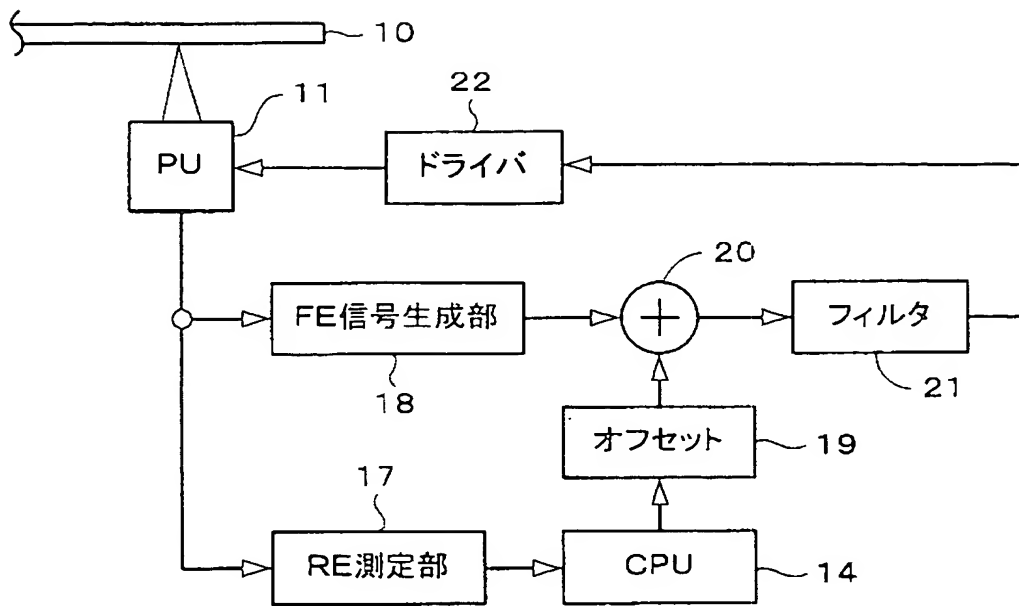 10
11
PU
22
ドライバ
20
FE信号生成部
+
フィルタ
18
21
オフセット
19
17
RE測定部
CPU
14